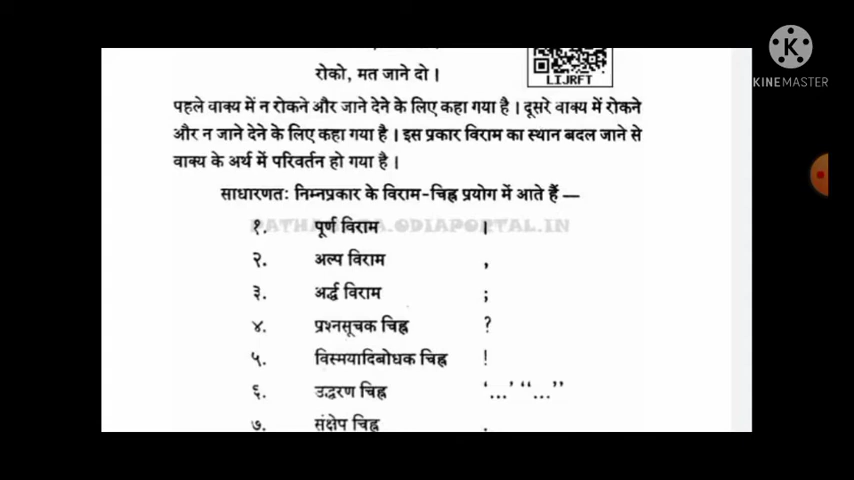 रोको, मत जाने दो ।
LIJRFT
K
KINEMASTER
पहले वाक्य में न रोकने और जाने देने के लिए कहा गया है । दूसरे वाक्य में रोकने
और न जाने देने के लिए कहा गया है । इस प्रकार विराम का स्थान बदल जाने से
वाक्य के अर्थ में परिवर्तन हो गया है ।
साधारणतः निम्नप्रकार के विराम-चिह्न प्रयोग में आते हैं —
१. पूर्ण विराम ।
२. अल्प विराम ,
३. अर्द्ध विराम ;
४. प्रश्नसूचक चिह्न ?
५. विस्मयादिबोधक चिह्न !
६. उद्धरण चिह्न ‘...’ “...”
७. संक्षेप चिह्न .